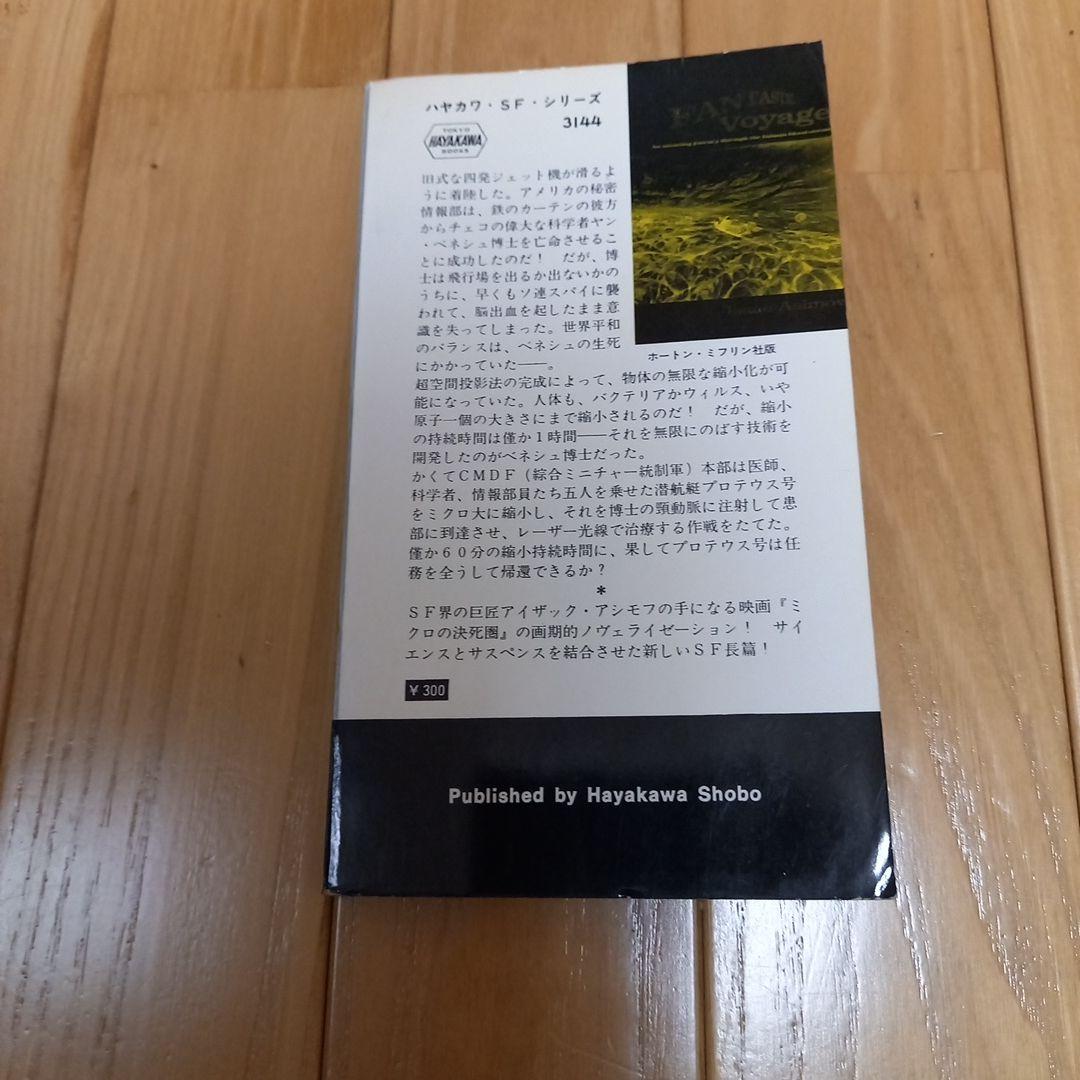 ハヤカワ・SF・シリーズ
3144
TOKYO
HAYAKAWA
BOOKS
FANTASTIC
Voyage
Isaac Asimov
ホートン・ミフリン社版
旧式な四発ジェット機が滑るよ
うに着陸した。アメリカの秘密
情報部は、鉄のカーテンの彼方
からチェコの偉大な科学者ヤン
・ベネシュ博士を亡命させるこ
とに成功したのだ! だが、博
士は飛行場を出るか出ないかの
うちに、早くもソ連スパイに襲
われて、脳出血を起したまま意
識を失ってしまった。世界平和
のバランスは、ベネシュの生死
にかかっていた――。
超空間投影法の完成によって、物体の無限な縮小化が可
能になっていた。人体も、バクテリアかウィルス、いや
原子一個の大きさにまで縮小されるのだ! だが、縮小
の持続時間は僅か1時間――それを無限にのばす技術を
開発したのがベネシュ博士だった。
かくてCMDF(綜合ミニチャー統制軍)本部は医師、
科学者、情報部員たち五人を乗せた潜航艇プロテウス号
をミクロ大に縮小し、それを博士の頸動脈に注射して患
部に到達させ、レーザー光線で治療する作戦をたてた。
僅か60分の縮小持続時間に、果してプロテウス号は任
務を全うして帰還できるか?
*
SF界の巨匠アイザック・アシモフの手になる映画『ミ
クロの決死圏』の画期的ノヴェライゼーション! サイ
エンスとサスペンスを結合させた新しいSF長篇!
¥300
Published by Hayakawa Shobo